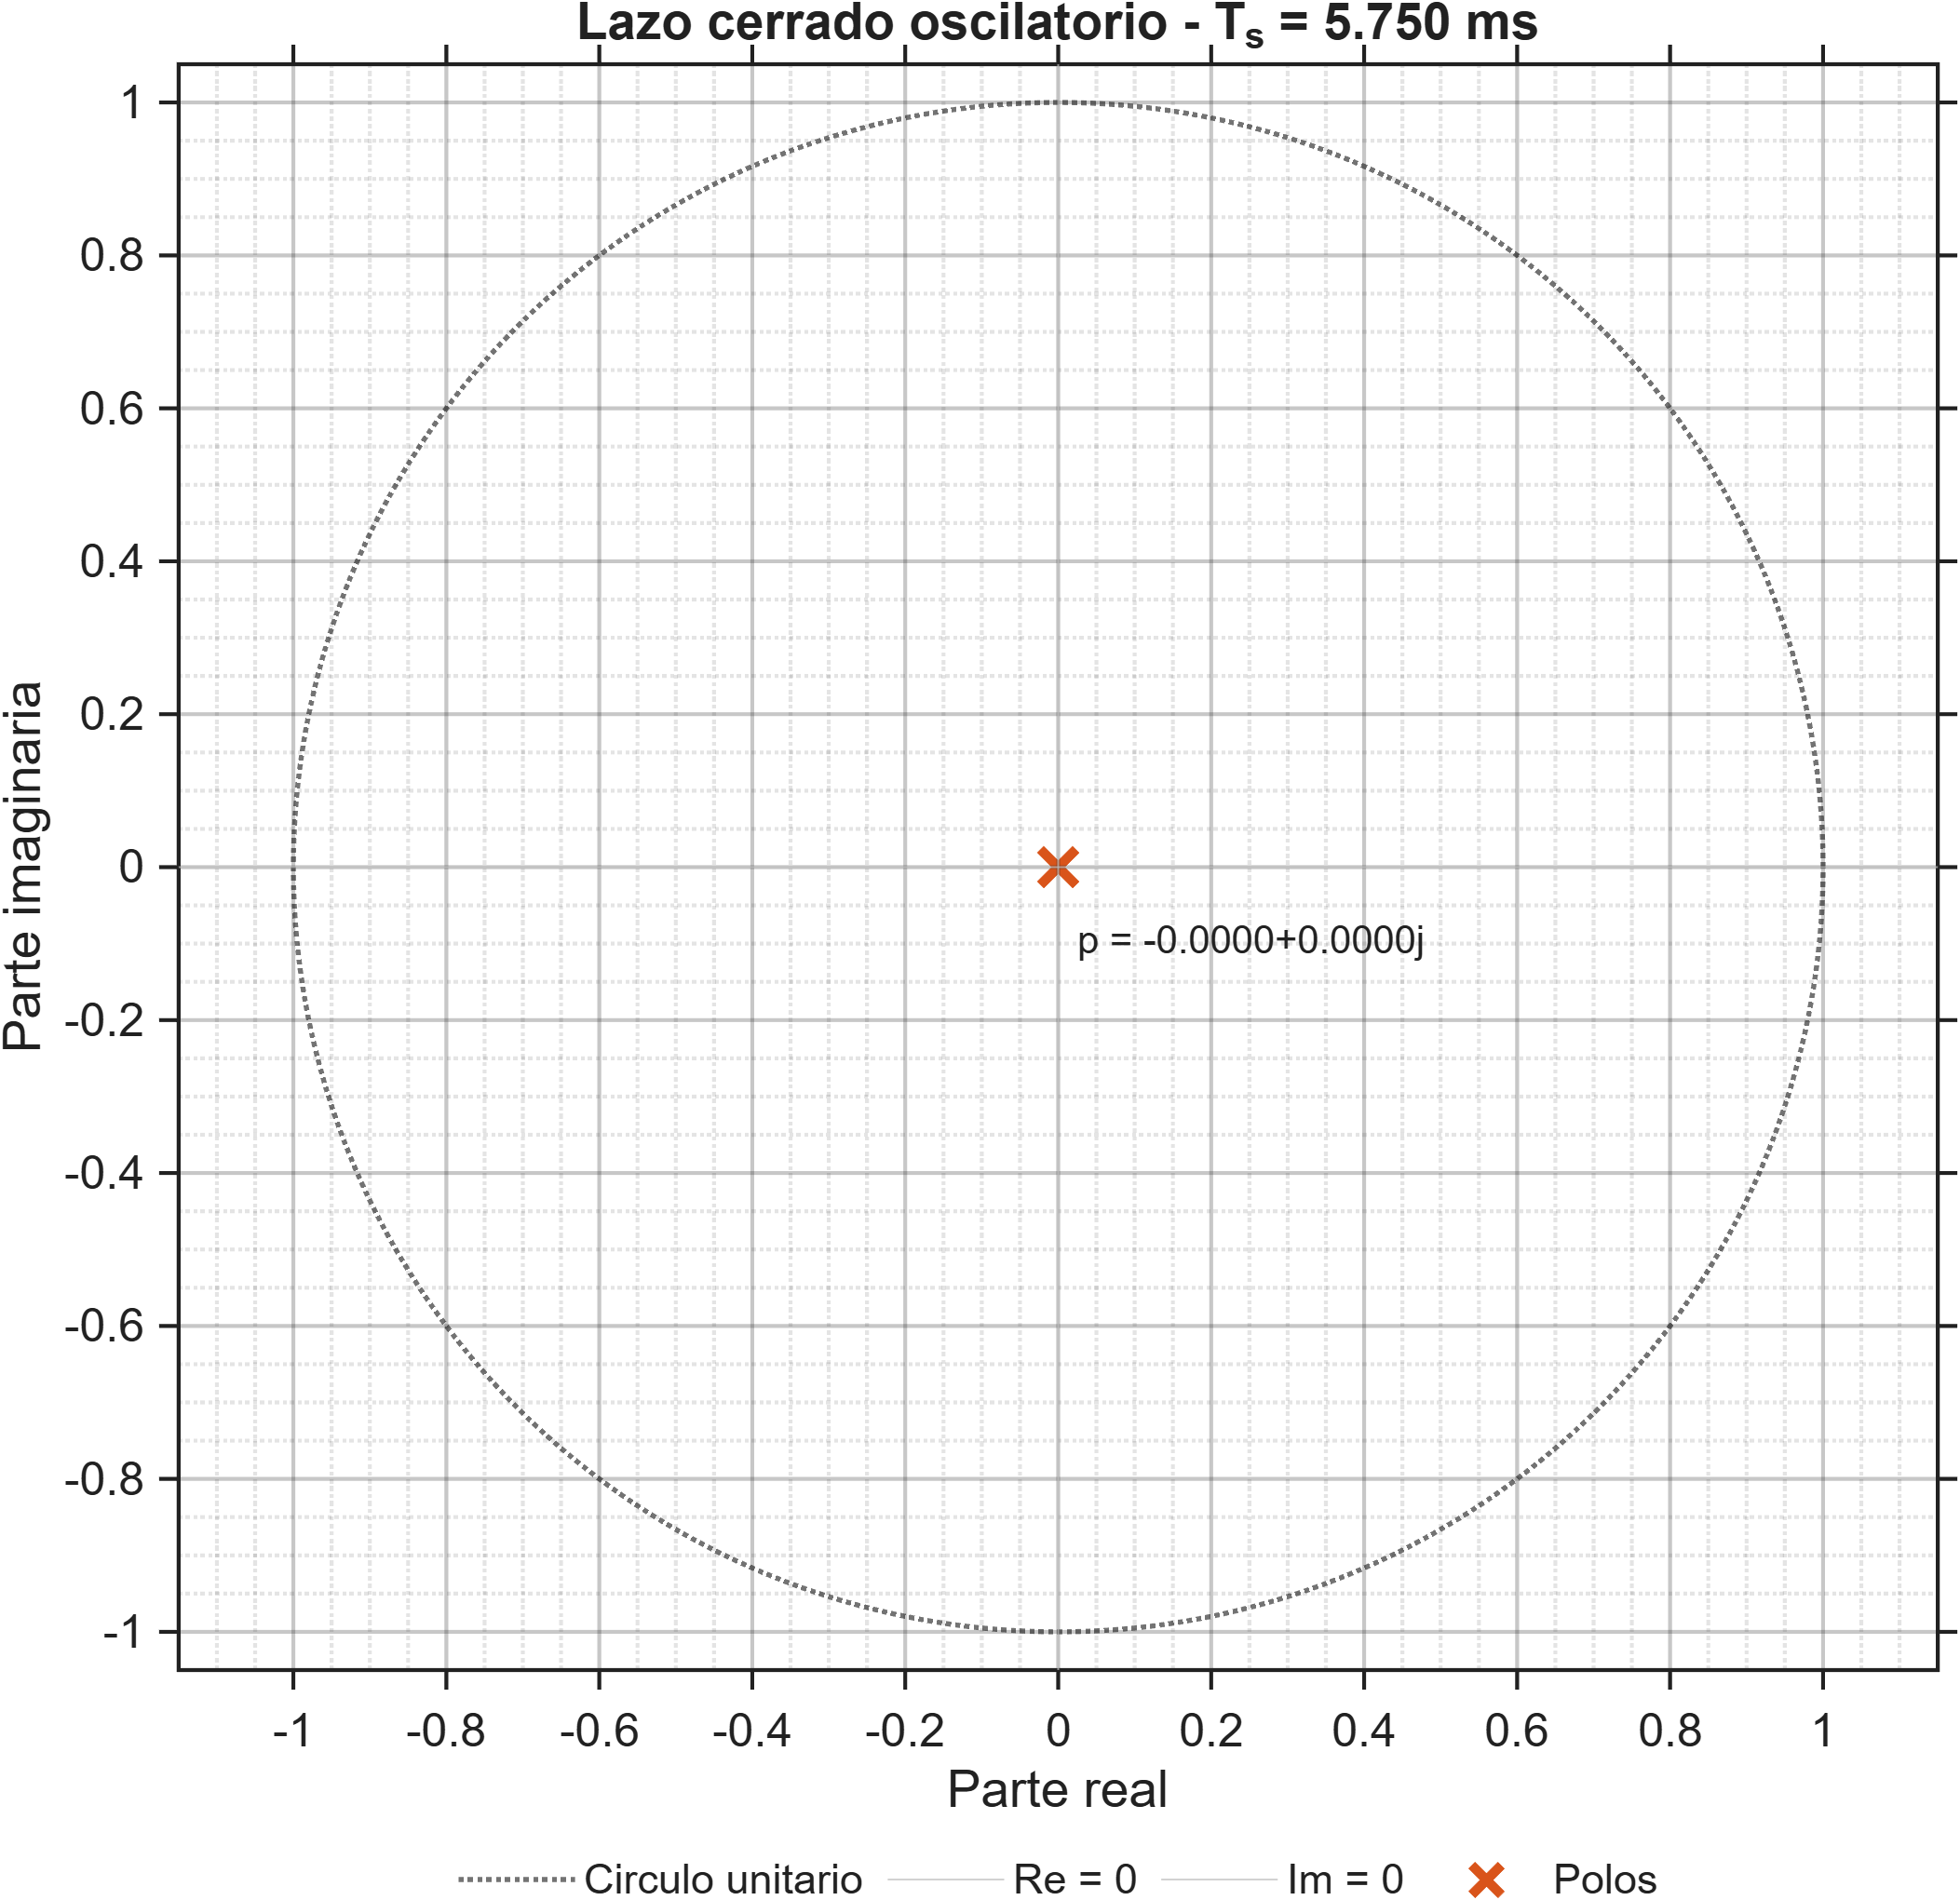 Lazo cerrado oscilatorio - Ts = 5.750 ms
1
0.8
0.6
0.4
0.2
0
-0.2
-0.4
-0.6
-0.8
-1
Parte imaginaria
p = -0.0000+0.0000j
-1 -0.8 -0.6 -0.4 -0.2 0 0.2 0.4 0.6 0.8 1
Parte real
Circulo unitario Re = 0 Im = 0 Polos